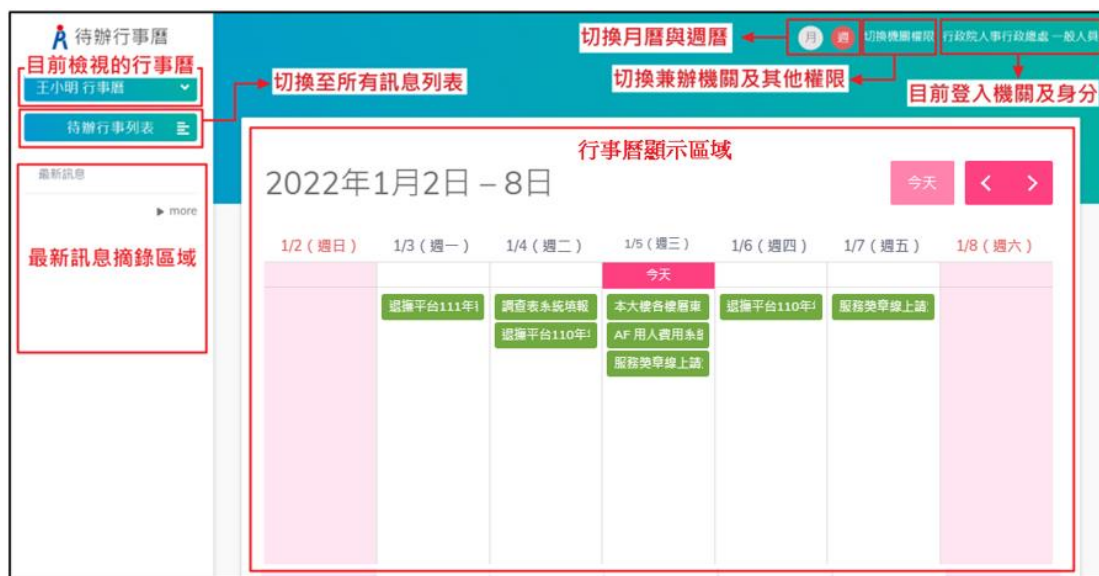 待辦行事曆
目前檢視的行事曆
王小明 行事曆
待辦行事列表
切換至所有訊息列表
最新訊息
more
最新訊息摘錄區域
切換月曆與週曆
月
週
切換機關權限
行政院人事行政總處 一般人員
切換兼辦機關及其他權限
目前登入機關及身分
行事曆顯示區域
2022年1月2日 – 8日
今天
1/2 ( 週日 )
1/3 ( 週一 )
1/4 ( 週二 )
1/5 ( 週三 )
1/6 ( 週四 )
1/7 ( 週五 )
1/8 ( 週六 )
今天
退撫平台111年
調查表系統填報
本大樓各樓層東
退撫平台110年
服務獎章線上請
退撫平台110年
AF 用人費用系
服務獎章線上請